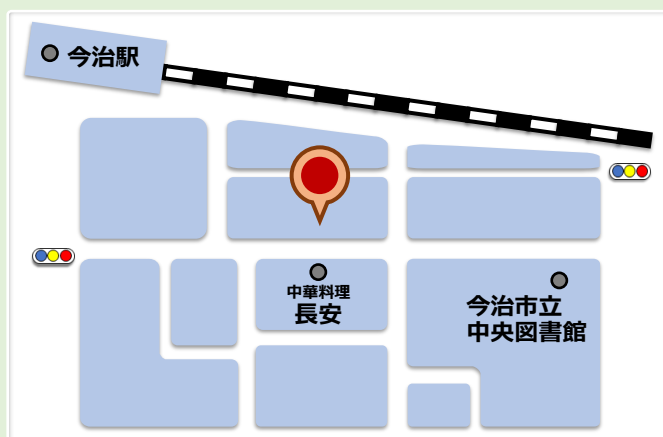 今治駅
中華料理
長安
今治市立
中央図書館